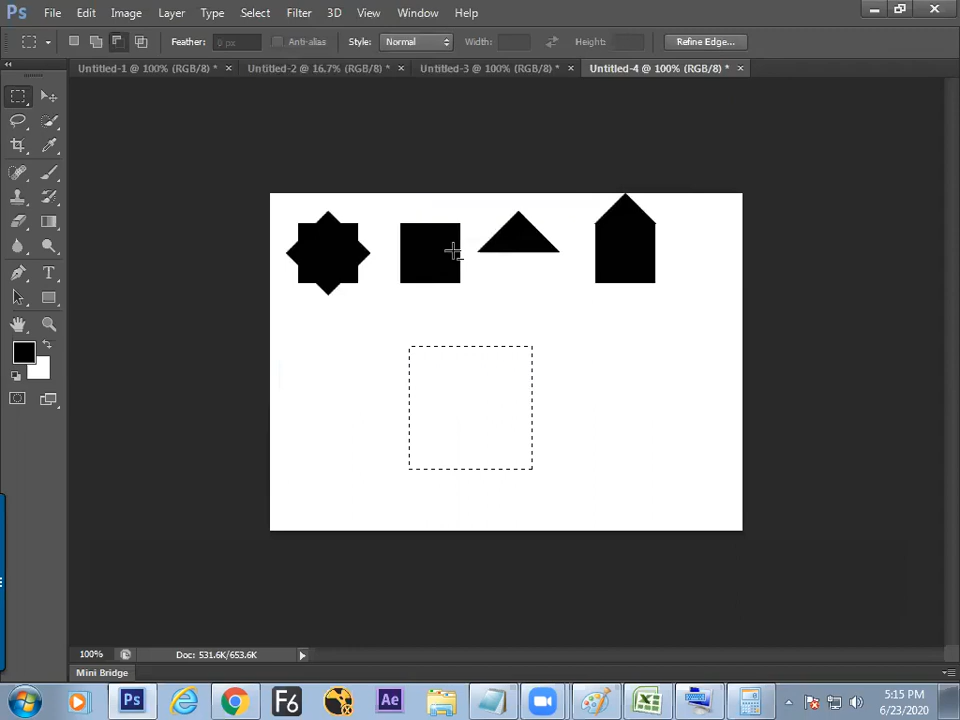 Ps File Edit Image Layer Type Select Filter 3D View Window Help
Feather: 0 px Anti-alias Style: Normal Width: Height: Refine Edge...
Untitled-1 @ 100% (RGB/8) * × Untitled-2 @ 16.7% (RGB/8) * × Untitled-3 @ 100% (RGB/8) * × Untitled-4 @ 100% (RGB/8) * ×
T
100% Doc: 531.6K/653.6K
Mini Bridge
Ps F6 Ae 5:15 PM
6/23/2020